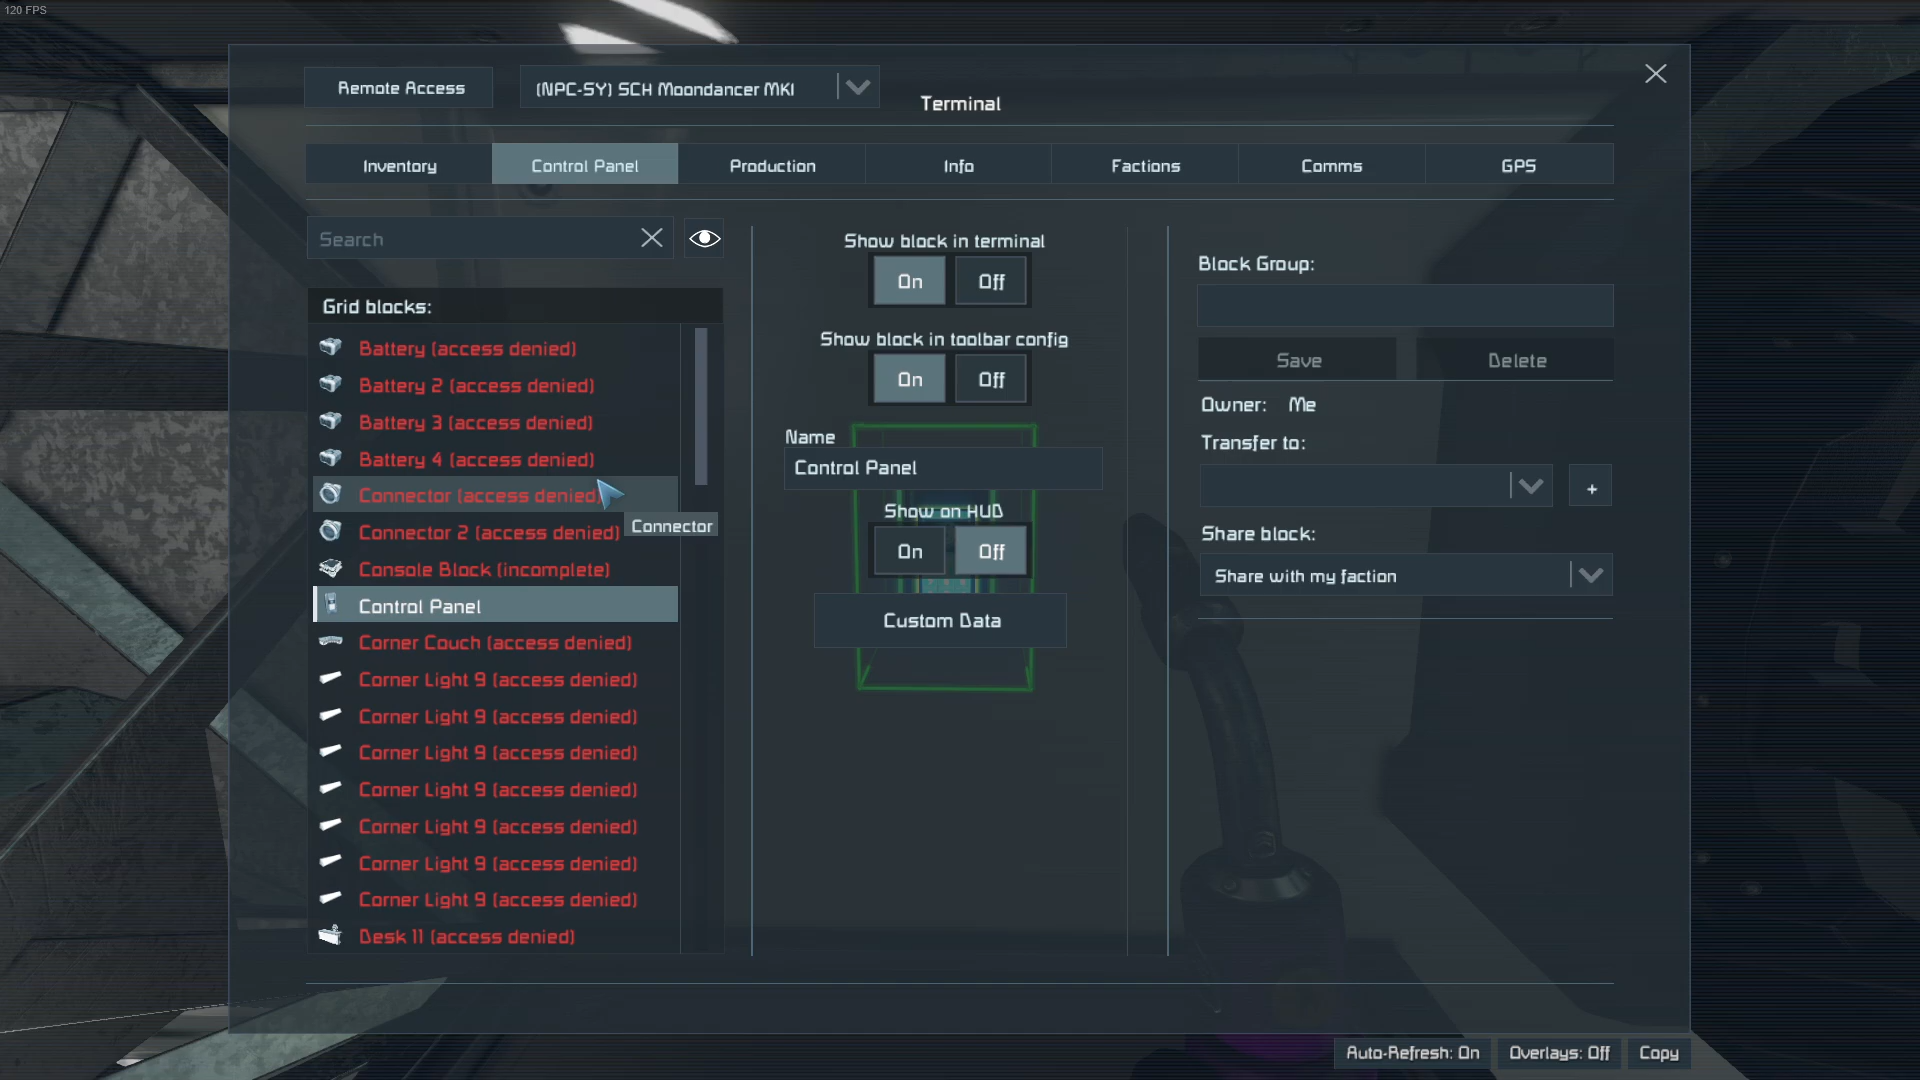 120 FPS
Remote Access
(NPC-SY) SCH Moondancer MKI
Terminal
Inventory
Control Panel
Production
Info
Factions
Comms
GPS
Search
Grid blocks:
Battery (access denied)
Battery 2 (access denied)
Battery 3 (access denied)
Battery 4 (access denied)
Connector (access denied)
Connector 2 (access denied)
Connector
Console Block (incomplete)
Control Panel
Corner Couch (access denied)
Corner Light 9 (access denied)
Corner Light 9 (access denied)
Corner Light 9 (access denied)
Corner Light 9 (access denied)
Corner Light 9 (access denied)
Corner Light 9 (access denied)
Corner Light 9 (access denied)
Desk 11 (access denied)
Show block in terminal
On
Off
Show block in toolbar config
On
Off
Name
Control Panel
Show on HUD
On
Off
Custom Data
Block Group:
Save
Delete
Owner: Me
Transfer to:
+
Share block:
Share with my faction
Auto-Refresh: On
Overlays: Off
Copy